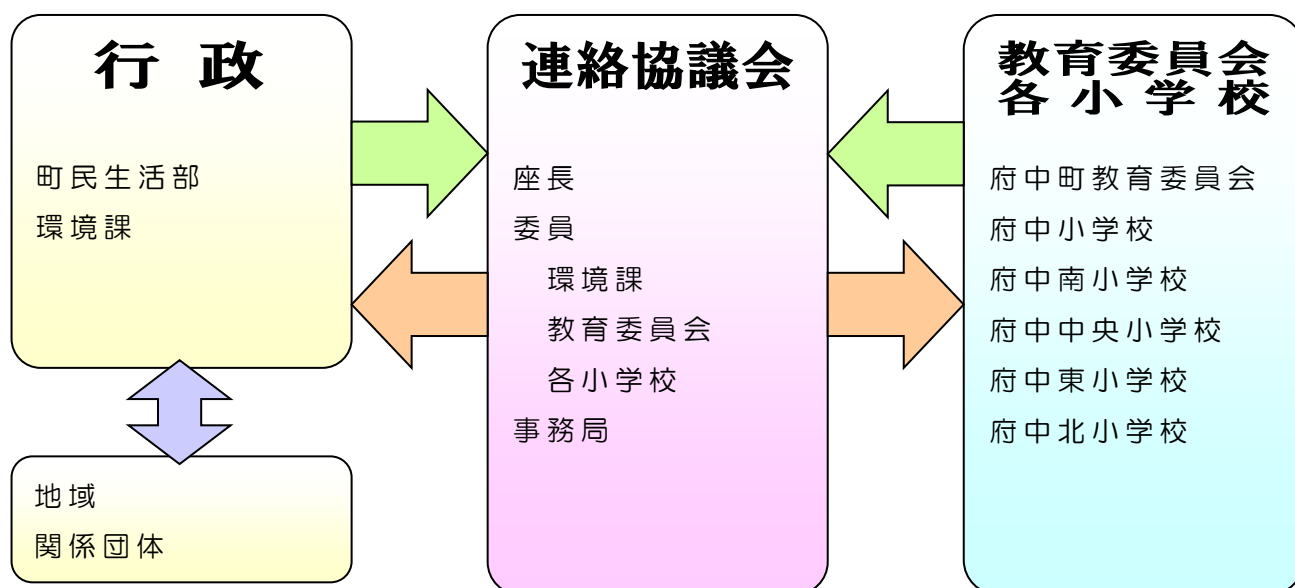 行 政
町民生活部
環境課
地域
関係団体
連絡協議会
座長
委員
環境課
教育委員会
各小学校
事務局
教育委員会
各小学校
府中町教育委員会
府中小学校
府中南小学校
府中中央小学校
府中東小学校
府中北小学校